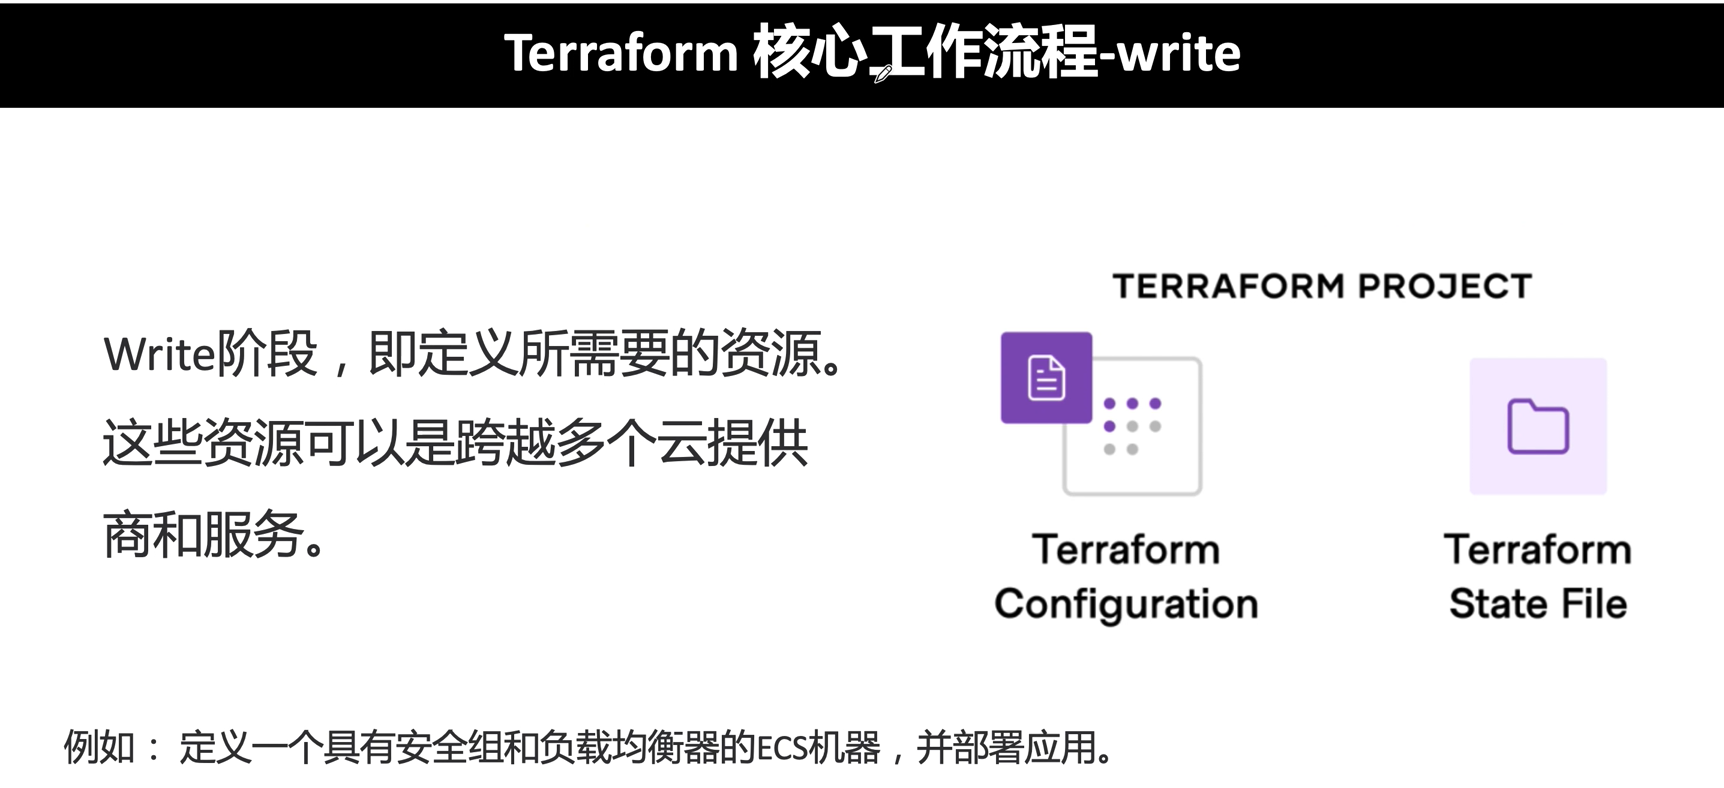 Terraform 核心工作流程-write
Write阶段，即定义所需要的资源。
这些资源可以是跨越多个云提供
商和服务。
TERRAFORM PROJECT
Terraform
Configuration
Terraform
State File
例如： 定义一个具有安全组和负载均衡器的ECS机器，并部署应用。